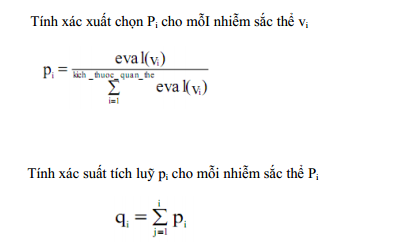 Tính xác xuất chọn Pᵢ cho mỗI nhiễm sắc thể vᵢ
pᵢ = eval(vᵢ) / kich_thuoc_quan_the ∑ i=1 eval(vᵢ)
Tính xác suất tích luỹ pᵢ cho mỗi nhiễm sắc thể Pᵢ
qᵢ = i ∑ j=1 pᵢ